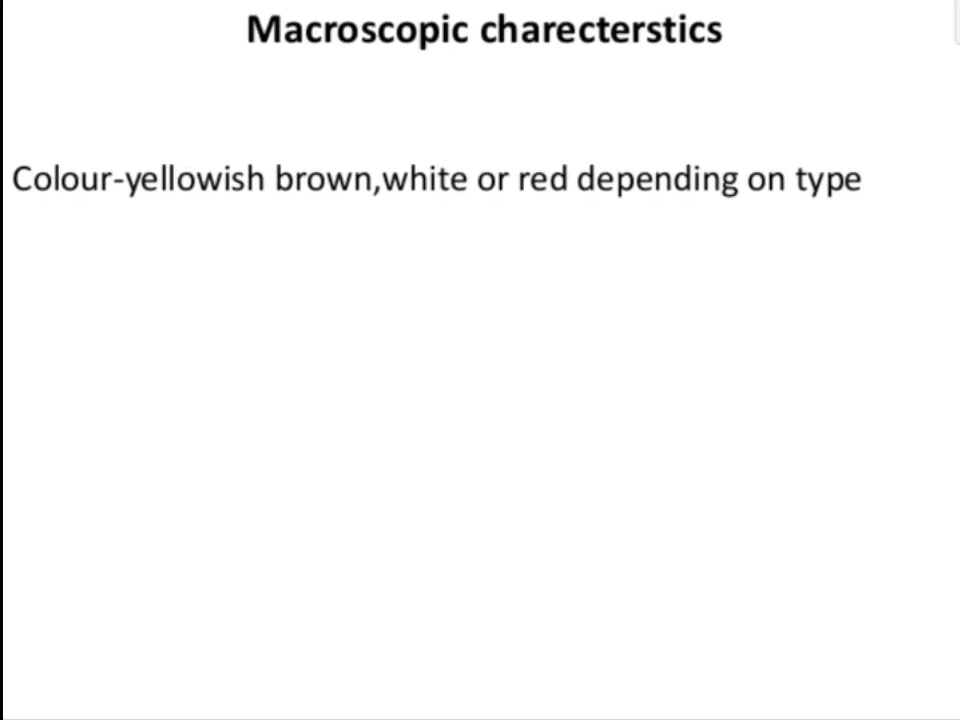 Macroscopic charecterstics
Colour-yellowish brown,white or red depending on type